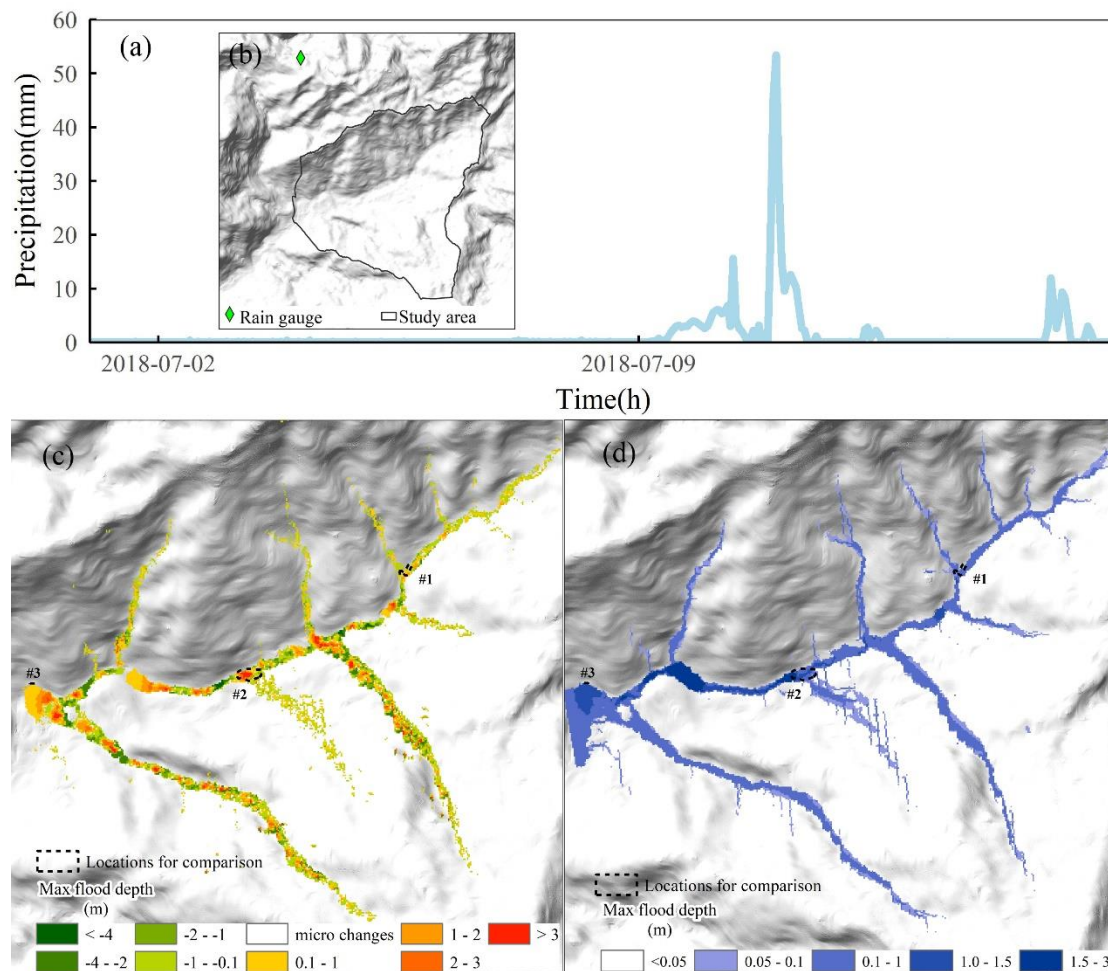 60
(a)
(b)
50
40
30
20
10
0
Precipitation(mm)
Rain gauge
Study area
2018-07-02
2018-07-09
Time(h)
(c)
#1
#2
#3
Locations for comparison
Max flood depth
(m)
< -4
-2 - -1
micro changes
1 - 2
> 3
-4 - -2
-1 - -0.1
0.1 - 1
2 - 3
(d)
#1
#2
#3
Locations for comparison
Max flood depth
(m)
<0.05
0.05 - 0.1
0.1 - 1
1.0 - 1.5
1.5 - 3